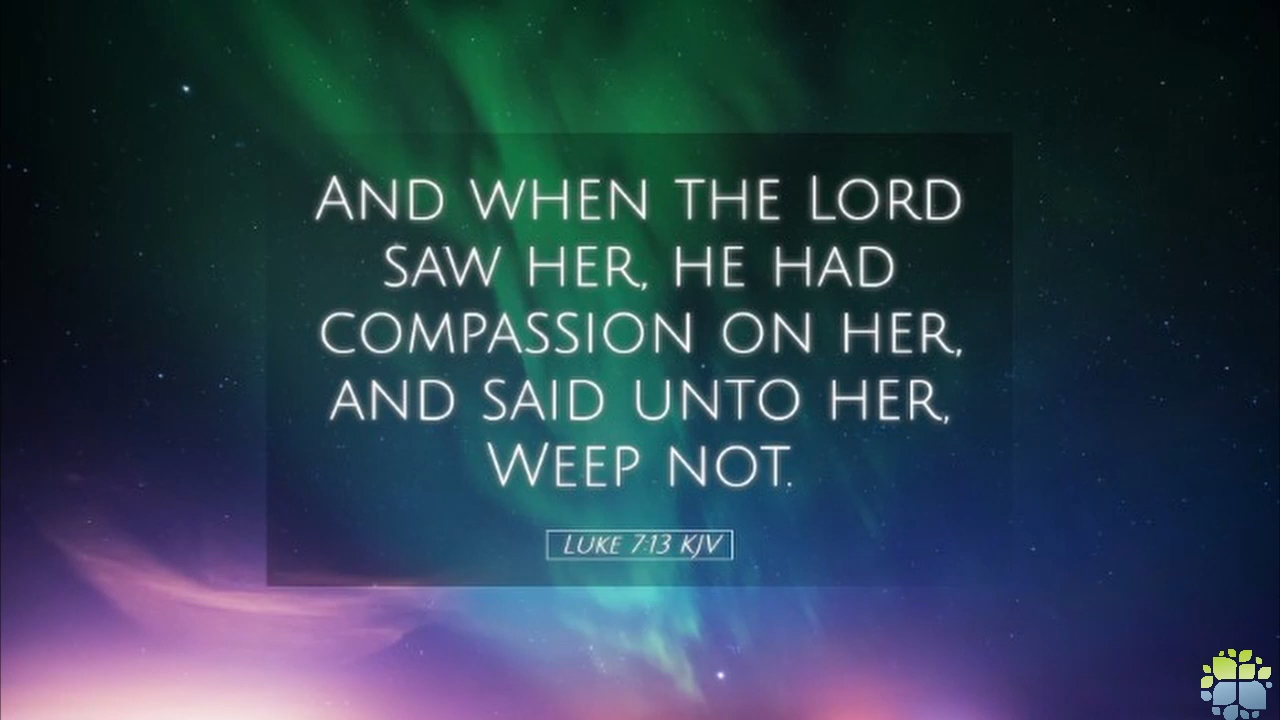 And when the Lord
saw her, he had
compassion on her,
and said unto her,
Weep not.
Luke 7:13 KJV